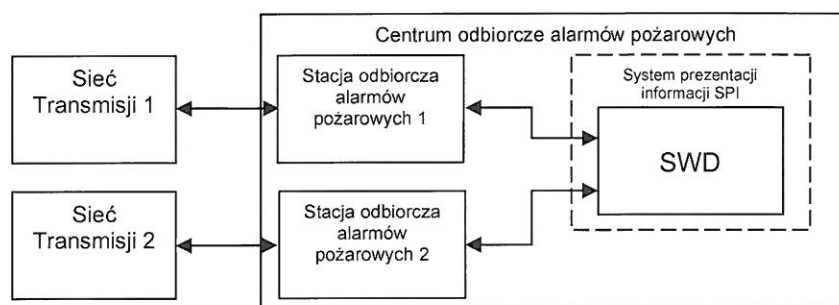 Centrum odbiorcze alarmów pożarowych
Sieć
Transmisji 1
Stacja odbiorcza
alarmów
pożarowych 1
System prezentacji
informacji SPI
SWD
Sieć
Transmisji 2
Stacja odbiorcza
alarmów
pożarowych 2